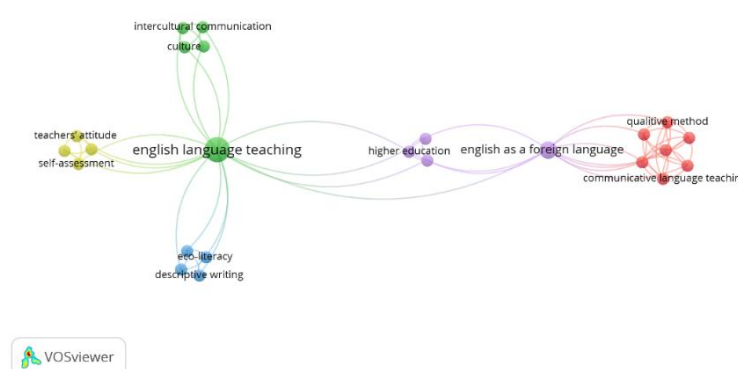 intercultural communication
culture
teachers' attitude
english language teaching
self-assessment
higher education
english as a foreign language
qualitive method
communicative language teachin
eco-literacy
descriptive writing
VOSviewer